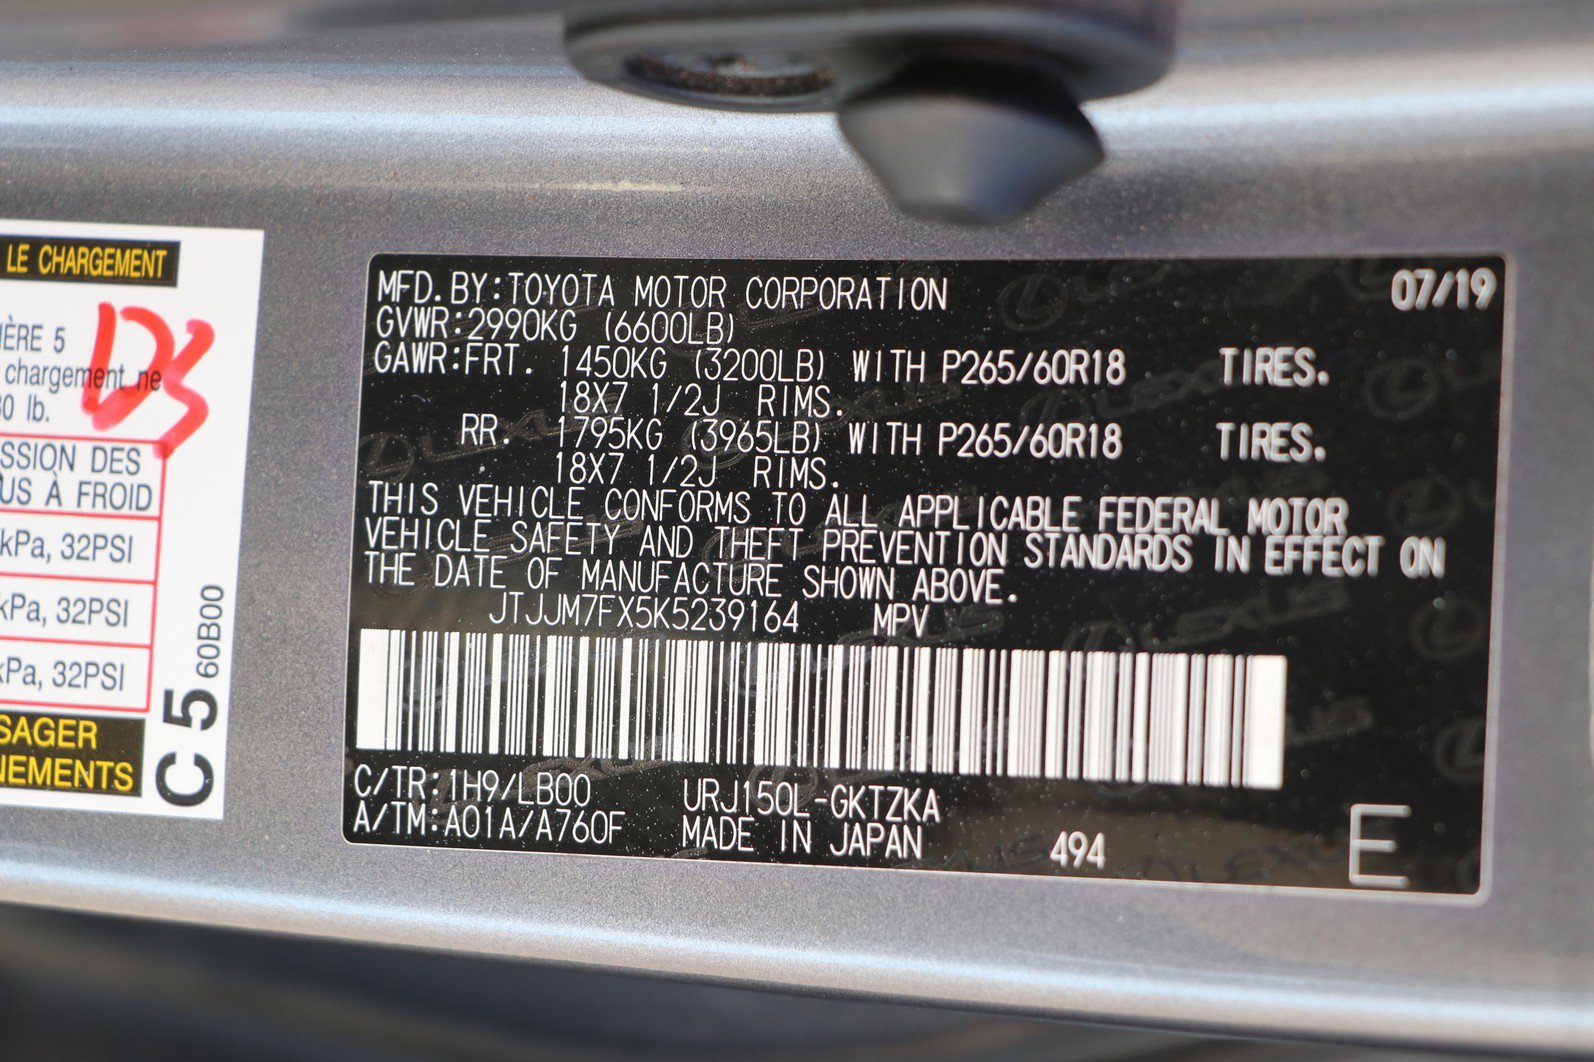 LE CHARGEMENT
IÈRE 5
chargement ne
0 lb.
D3
SSION DES
US À FROID
kPa, 32PSI
kPa, 32PSI
kPa, 32PSI
SAGER
NEMENTS
C5 60B00
MFD. BY:TOYOTA MOTOR CORPORATION 07/19
GVWR:2990KG (6600LB)
GAWR:FRT. 1450KG (3200LB) WITH P265/60R18 TIRES.
18X7 1/2J RIMS.
RR. 1795KG (3965LB) WITH P265/60R18 TIRES.
18X7 1/2J RIMS.
THIS VEHICLE CONFORMS TO ALL APPLICABLE FEDERAL MOTOR
VEHICLE SAFETY AND THEFT PREVENTION STANDARDS IN EFFECT ON
THE DATE OF MANUFACTURE SHOWN ABOVE.
JTJJM7FX5K5239164 MPV
C/TR:1H9/LB00 URJ150L-GKTZKA
A/TM:A01A/A760F MADE IN JAPAN 494 E